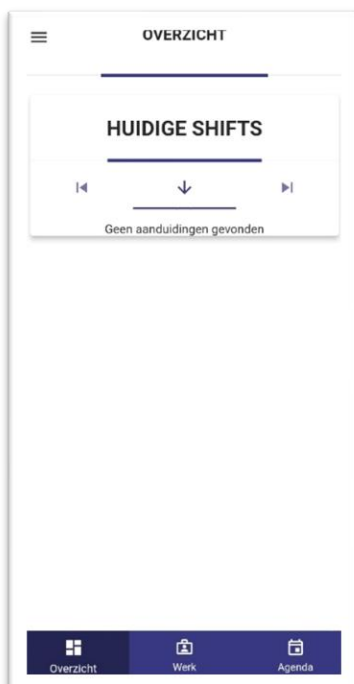 OVERZICHT
HUIDIGE SHIFTS
Geen aanduidingen gevonden
Overzicht
Werk
Agenda